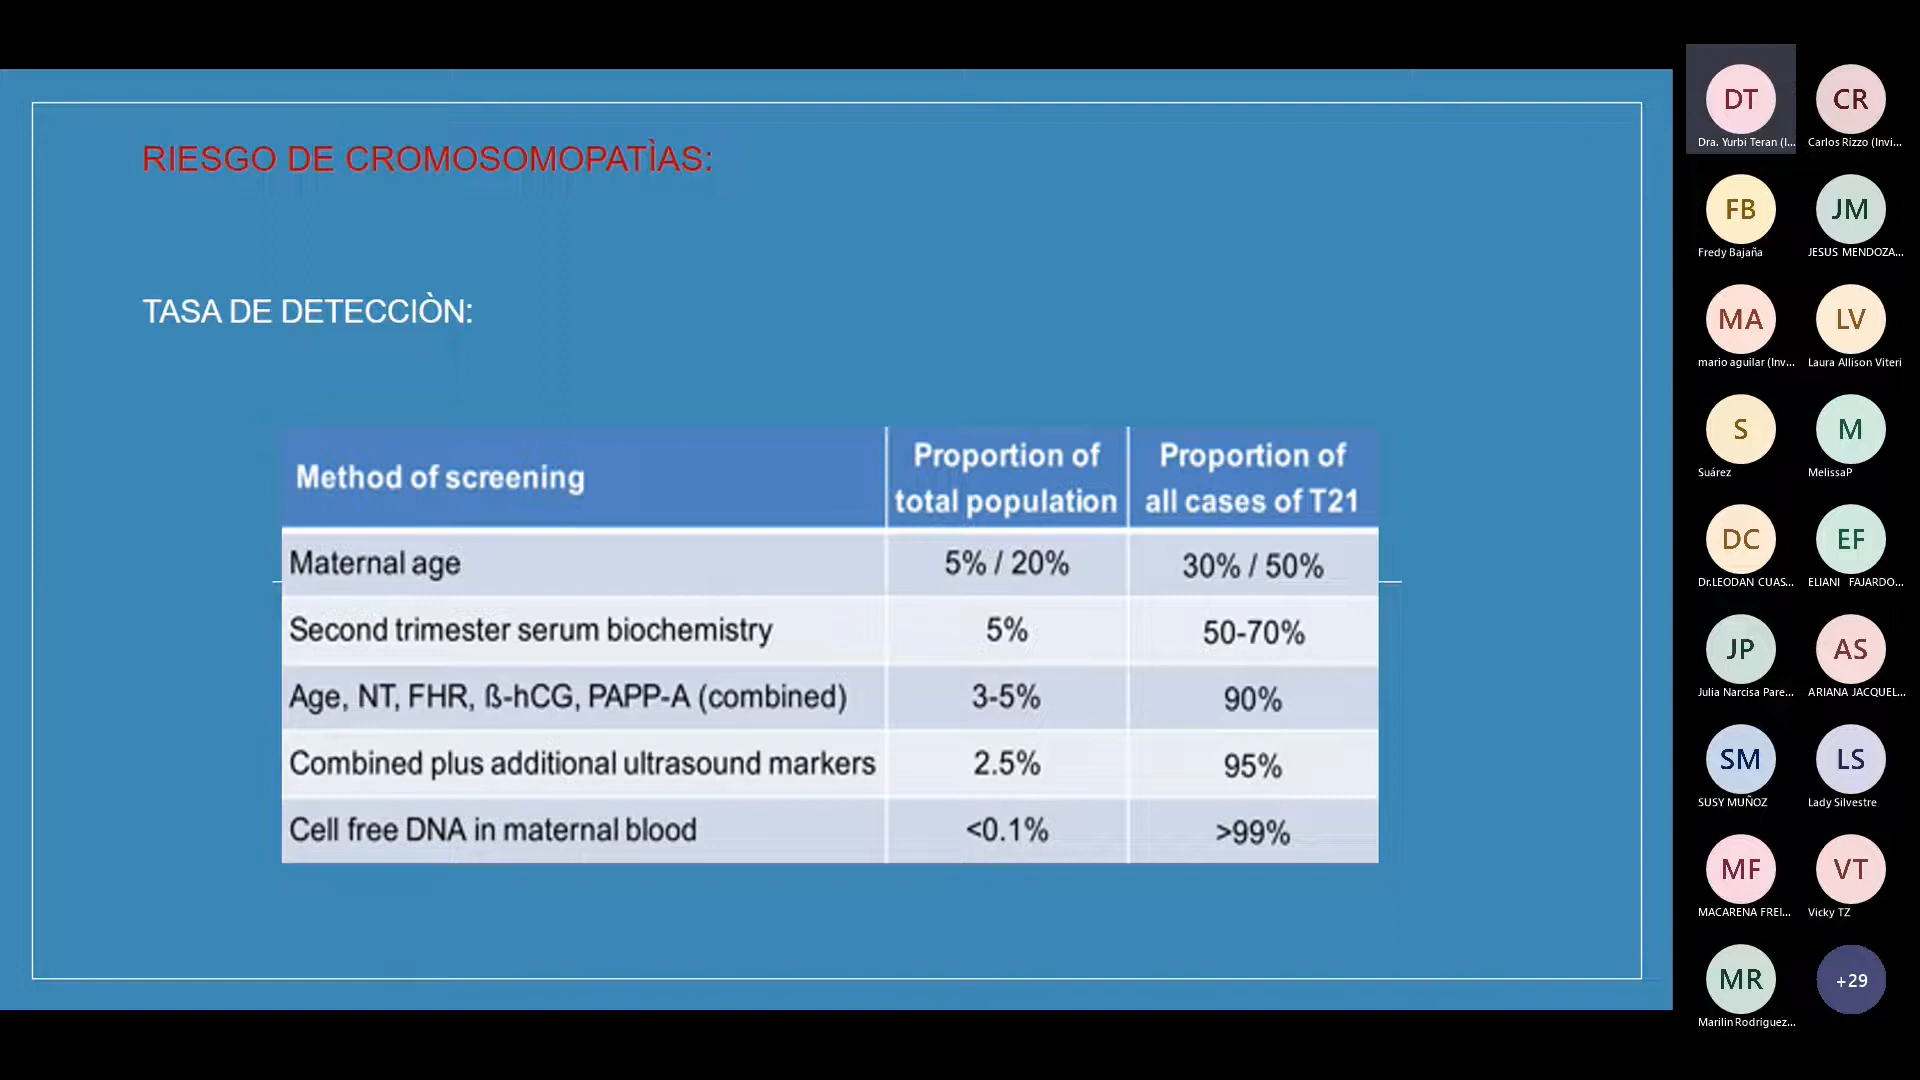 RIESGO DE CROMOSOMOPATÌAS:
TASA DE DETECCIÒN:
Method of screening
Proportion of
total population
Proportion of
all cases of T21
Maternal age
5% / 20%
30% / 50%
Second trimester serum biochemistry
5%
50-70%
Age, NT, FHR, ß-hCG, PAPP-A (combined)
3-5%
90%
Combined plus additional ultrasound markers
2.5%
95%
Cell free DNA in maternal blood
<0.1%
>99%
DT
Dra. Yurbi Teran (I...
CR
Carlos Rizzo (Invi...
FB
Fredy Bajaña
JM
JESUS MENDOZA...
MA
mario aguilar (Inv...
LV
Laura Allison Viteri
S
Suárez
M
MelissaP
DC
Dr.LEODAN CUAS...
EF
ELIANI FAJARDO...
JP
Julia Narcisa Pare...
AS
ARIANA JACQUEL...
SM
SUSY MUÑOZ
LS
Lady Silvestre
MF
MACARENA FREI...
VT
Vicky TZ
MR
Marilin Rodriguez...
+29